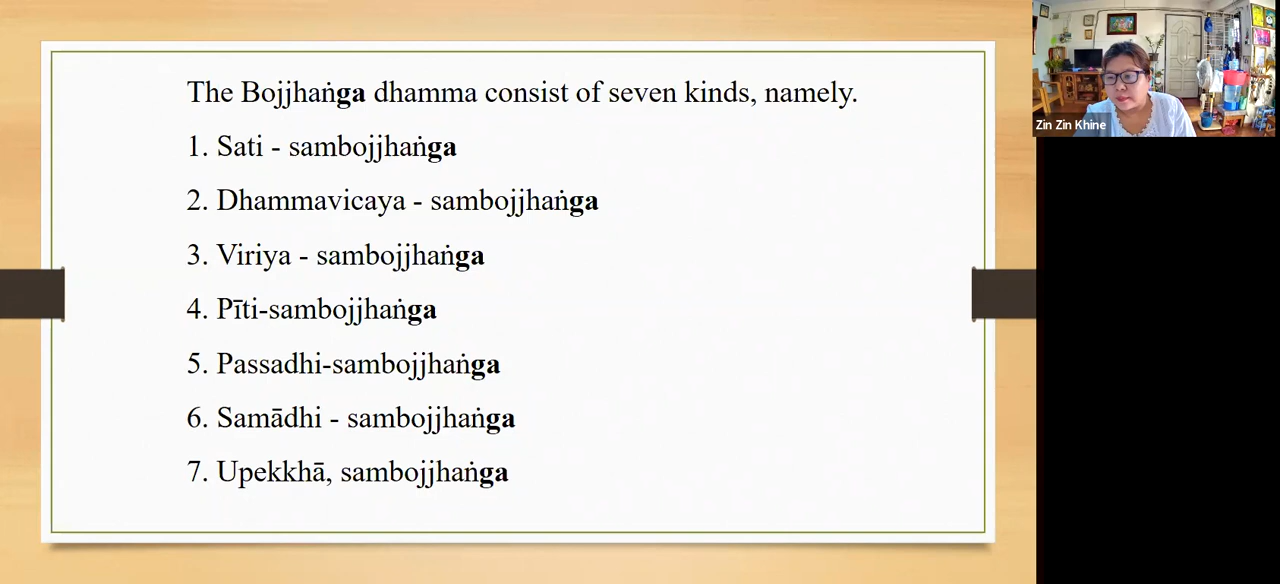 The Bojjhaṅga dhamma consist of seven kinds, namely.
1. Sati - sambojjhaṅga
2. Dhammavicaya - sambojjhaṅga
3. Viriya - sambojjhaṅga
4. Pīti-sambojjhaṅga
5. Passadhi-sambojjhaṅga
6. Samādhi - sambojjhaṅga
7. Upekkhā, sambojjhaṅga
Zin Zin Khine